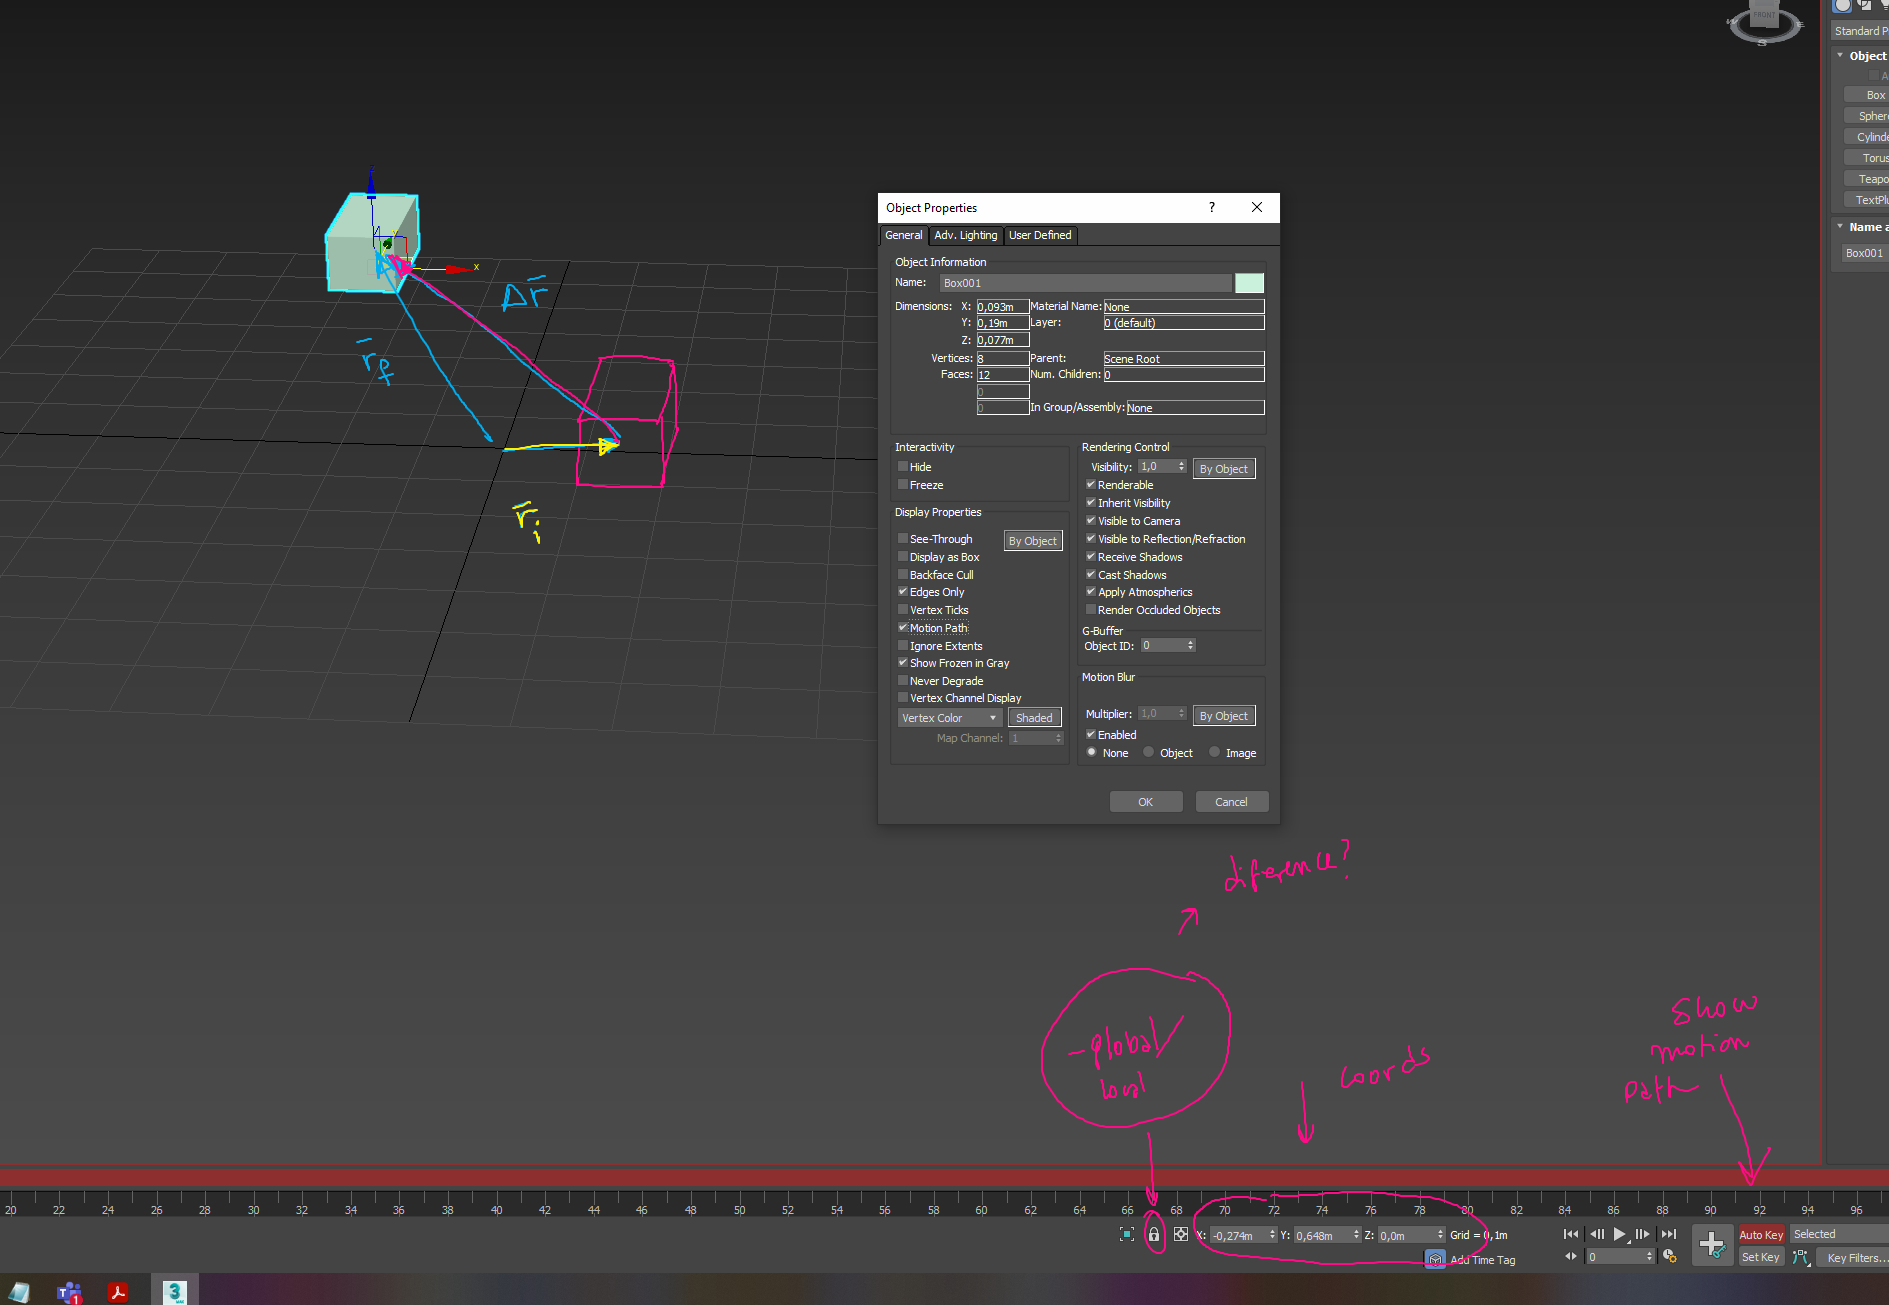 FRONT
S
Standard P
Object
Box
Spher
Cylinde
Torus
Teapo
TextPlu
Name a
Box001
x
Δr
r f
r i
Object Properties
?
General Adv. Lighting User Defined
Object Information
Name: Box001
Dimensions: X: 0,093m Material Name: None
Y: 0,19m Layer: 0 (default)
Z: 0,077m
Vertices: 8 Parent: Scene Root
Faces: 12 Num. Children: 0
0
0 In Group/Assembly: None
Interactivity
Hide
Freeze
Display Properties
See-Through By Object
Display as Box
Backface Cull
Edges Only
Vertex Ticks
Motion Path
Ignore Extents
Show Frozen in Gray
Never Degrade
Vertex Channel Display
Vertex Color Shaded
Map Channel: 1
Rendering Control
Visibility: 1,0 By Object
Renderable
Inherit Visibility
Visible to Camera
Visible to Reflection/Refraction
Receive Shadows
Cast Shadows
Apply Atmospherics
Render Occluded Objects
G-Buffer
Object ID: 0
Motion Blur
Multiplier: 1,0 By Object
Enabled
None Object Image
OK Cancel
diference?
-global/
local
coords
Show
motion
path
20 22 24 26 28 30 32 34 36 38 40 42 44 46 48 50 52 54 56 58 60 62 64 66 68 70 72 74 76 78 80 82 84 86 88 90 92 94 96
X: -0,274m Y: 0,648m Z: 0,0m Grid = 0,1m
Add Time Tag
0
Auto Key Selected
Set Key Key Filters...
T 1
3